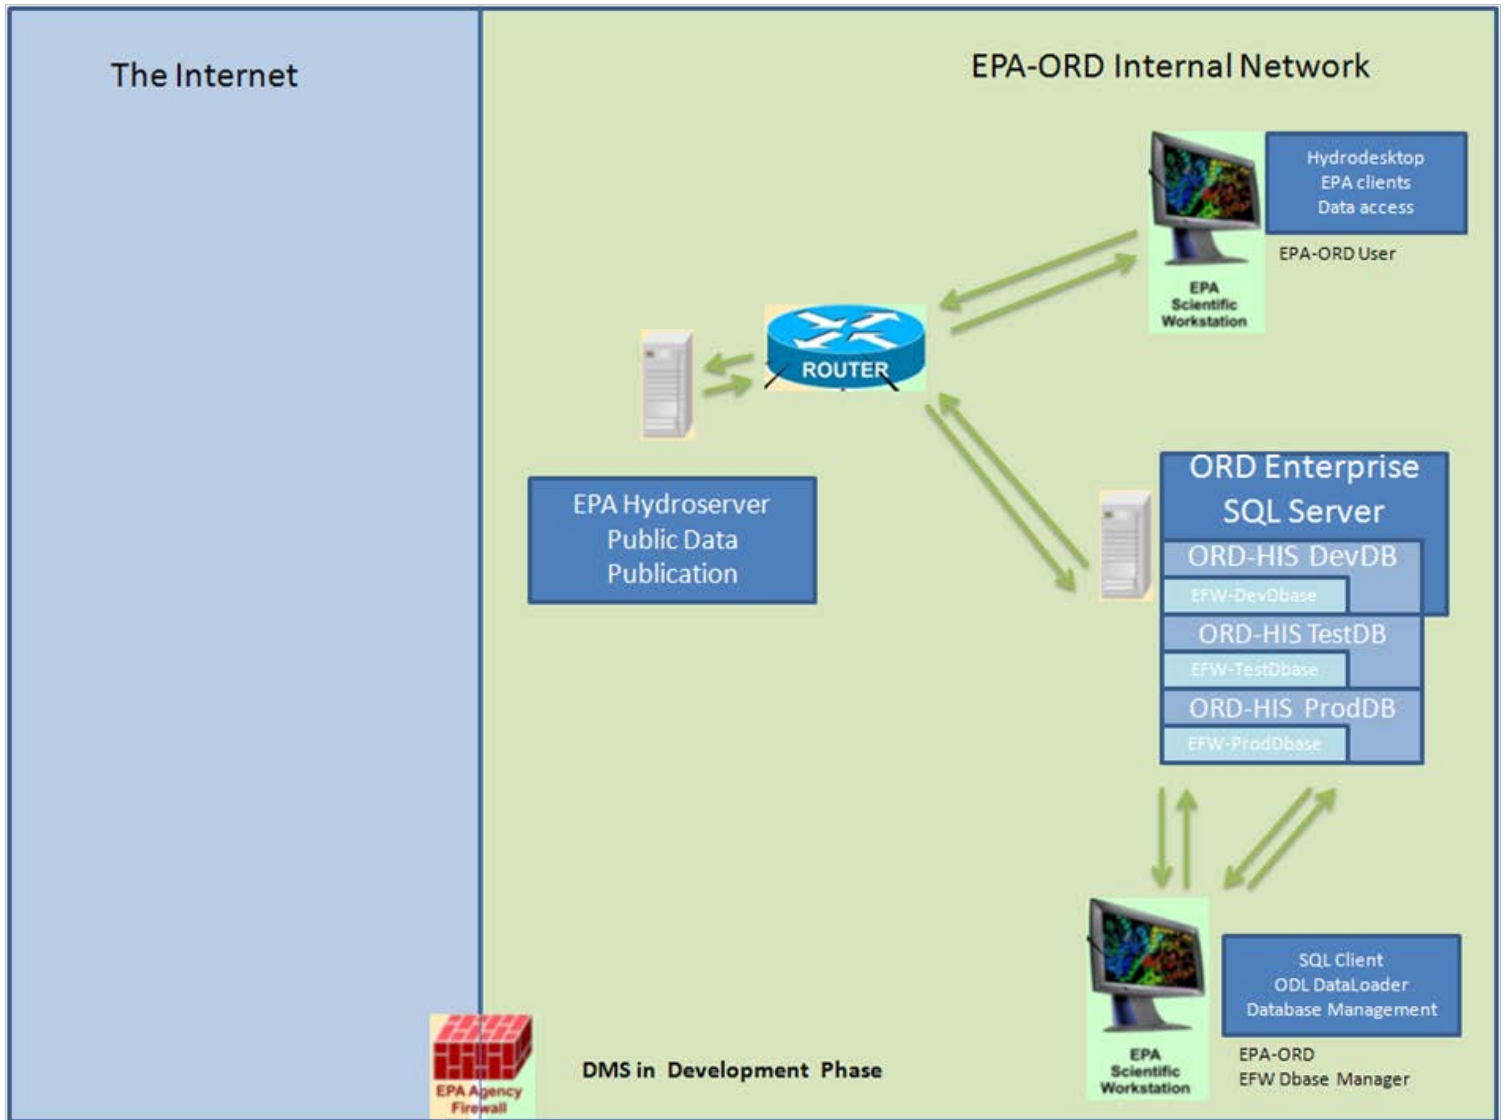 The Internet
EPA-ORD Internal Network
Hydrodesktop
EPA clients
Data access
EPA-ORD User
EPA
Scientific
Workstation
ROUTER
EPA Hydroserver
Public Data
Publication
ORD Enterprise
SQL Server
ORD-HIS DevDB
EFW-DevDbase
ORD-HIS TestDB
EFW-TestDbase
ORD-HIS ProdDB
EFW-ProdDbase
SQL Client
ODL DataLoader
Database Management
EPA-ORD
EFW Dbase Manager
EPA
Scientific
Workstation
DMS in Development Phase
EPA Agency
Firewall